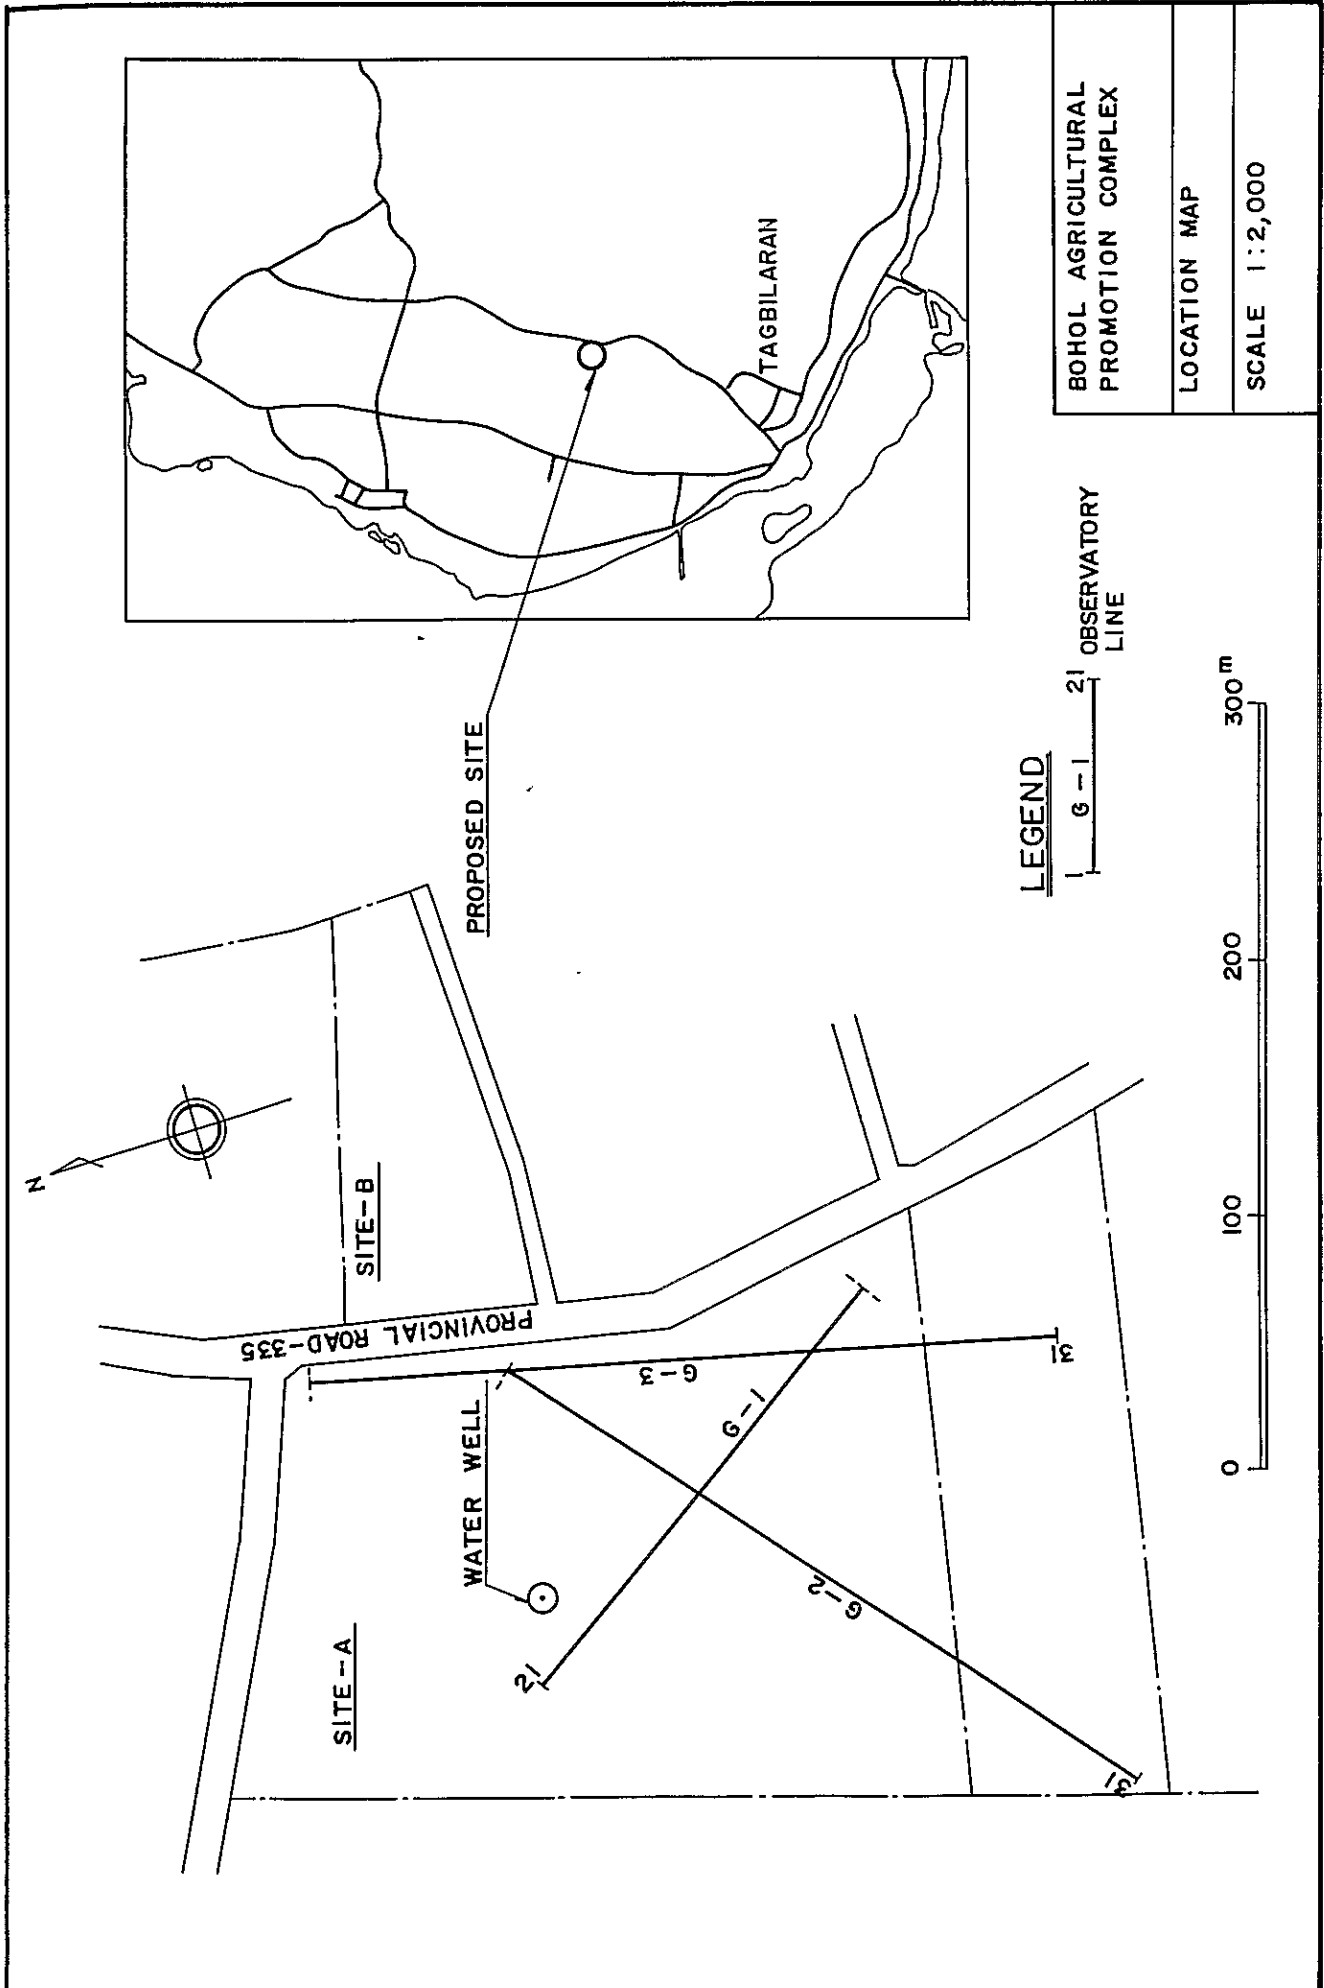 N
SITE-A
SITE-B
PROVINCIAL ROAD-335
WATER WELL
21
G-1
G-2
31
G-3
31
PROPOSED SITE
TAGBILARAN
LEGEND
1 G-1 21 OBSERVATORY
LINE
0 100 200 300 m
BOHOL AGRICULTURAL
PROMOTION COMPLEX
LOCATION MAP
SCALE 1:2,000